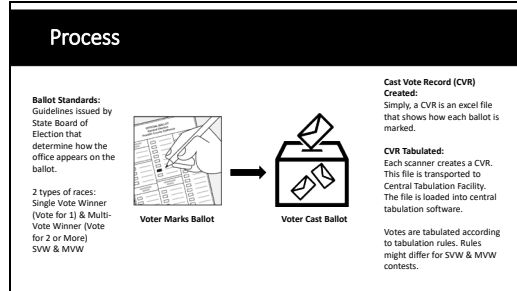 Process
Ballot Standards:
Guidelines issued by
State Board of
Election that
determine how the
office appears on the
ballot.
2 types of races:
Single Vote Winner
(Vote for 1) & Multi-
Vote Winner (Vote
for 2 or More)
SVW & MVW
Voter Marks Ballot
Voter Cast Ballot
Cast Vote Record (CVR)
Created:
Simply, a CVR is an excel file
that shows how each ballot is
marked.
CVR Tabulated:
Each scanner creates a CVR.
This file is transported to
Central Tabulation Facility.
The file is loaded into central
tabulation software.
Votes are tabulated according
to tabulation rules. Rules
might differ for SVW & MVW
contests.